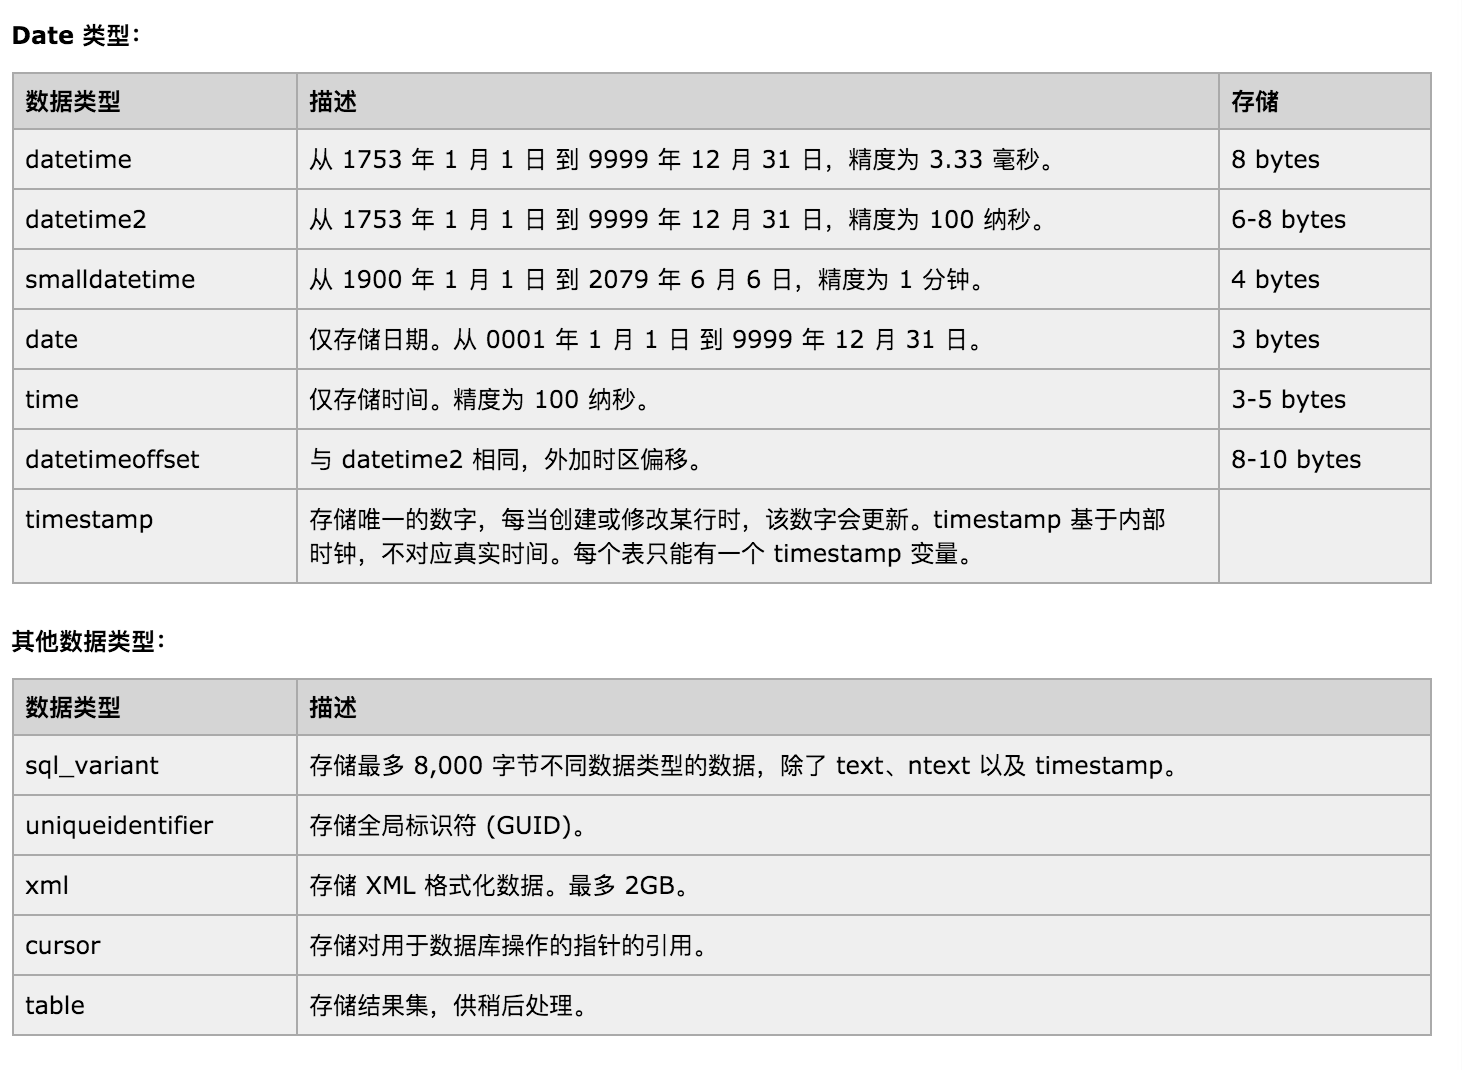 Date 类型：
数据类型 描述 存储
datetime 从 1753 年 1 月 1 日 到 9999 年 12 月 31 日，精度为 3.33 毫秒。 8 bytes
datetime2 从 1753 年 1 月 1 日 到 9999 年 12 月 31 日，精度为 100 纳秒。 6-8 bytes
smalldatetime 从 1900 年 1 月 1 日 到 2079 年 6 月 6 日，精度为 1 分钟。 4 bytes
date 仅存储日期。从 0001 年 1 月 1 日 到 9999 年 12 月 31 日。 3 bytes
time 仅存储时间。精度为 100 纳秒。 3-5 bytes
datetimeoffset 与 datetime2 相同，外加时区偏移。 8-10 bytes
timestamp 存储唯一的数字，每当创建或修改某行时，该数字会更新。timestamp 基于内部
时钟，不对应真实时间。每个表只能有一个 timestamp 变量。
其他数据类型：
数据类型 描述
sql_variant 存储最多 8,000 字节不同数据类型的数据，除了 text、ntext 以及 timestamp。
uniqueidentifier 存储全局标识符 (GUID)。
xml 存储 XML 格式化数据。最多 2GB。
cursor 存储对用于数据库操作的指针的引用。
table 存储结果集，供稍后处理。